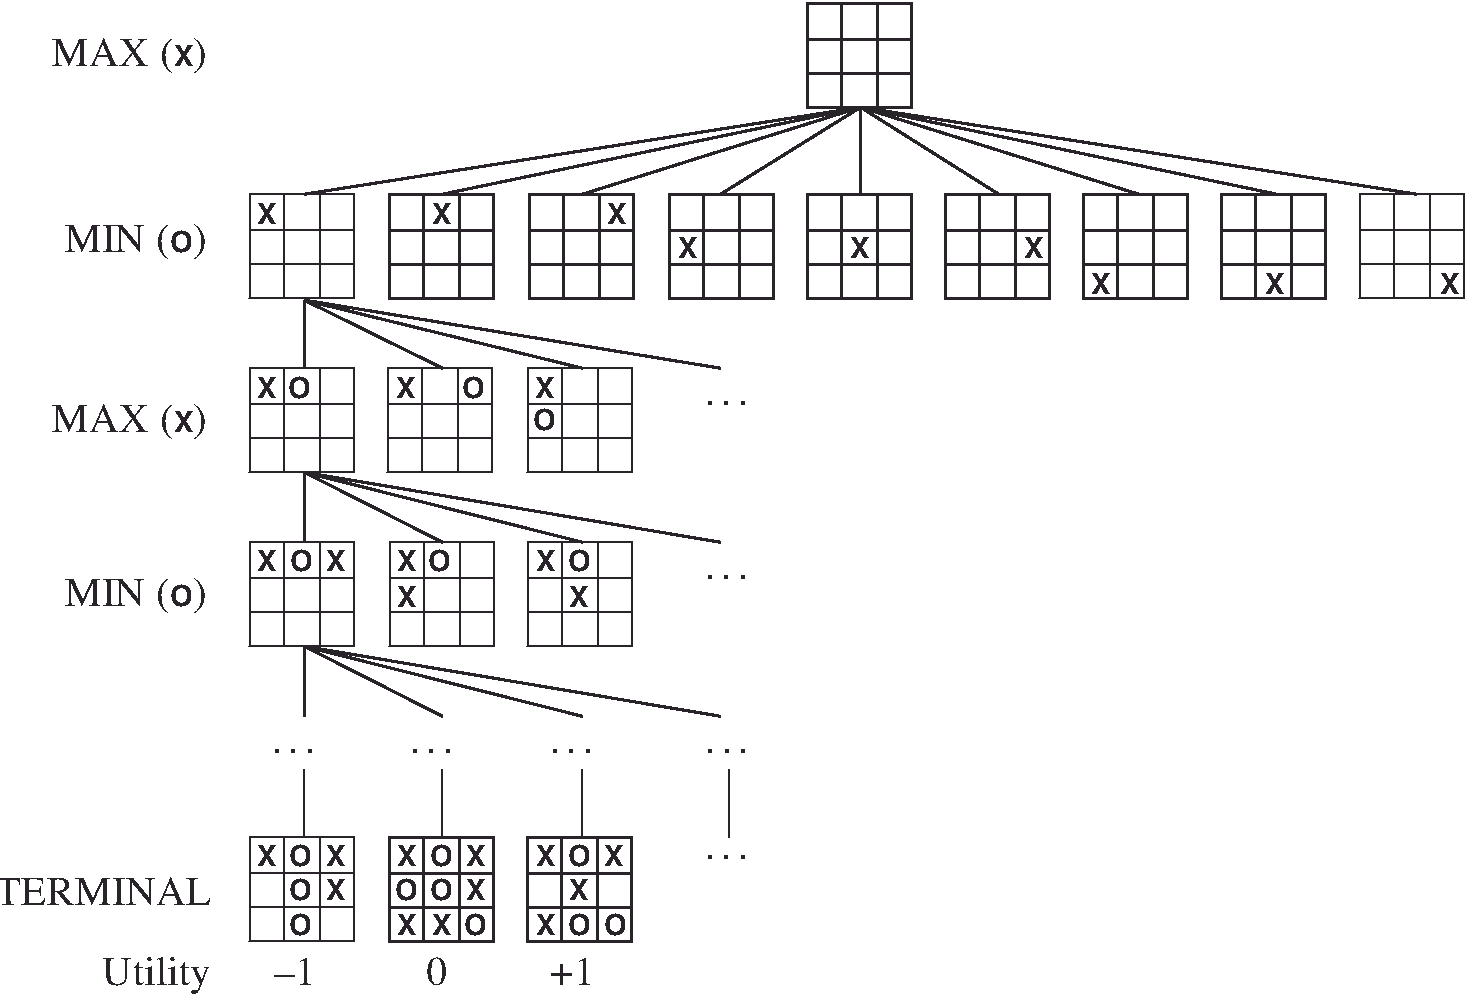 MAX (X)
MIN (O)
X X X X X X X X X
MAX (X)
X O X O X
O
...
MIN (O)
X O X X O X O
X X
...
... ... ... ...
TERMINAL
X O X X O X X O X
O X O O X X
O X X O X O O
...
Utility –1 0 +1